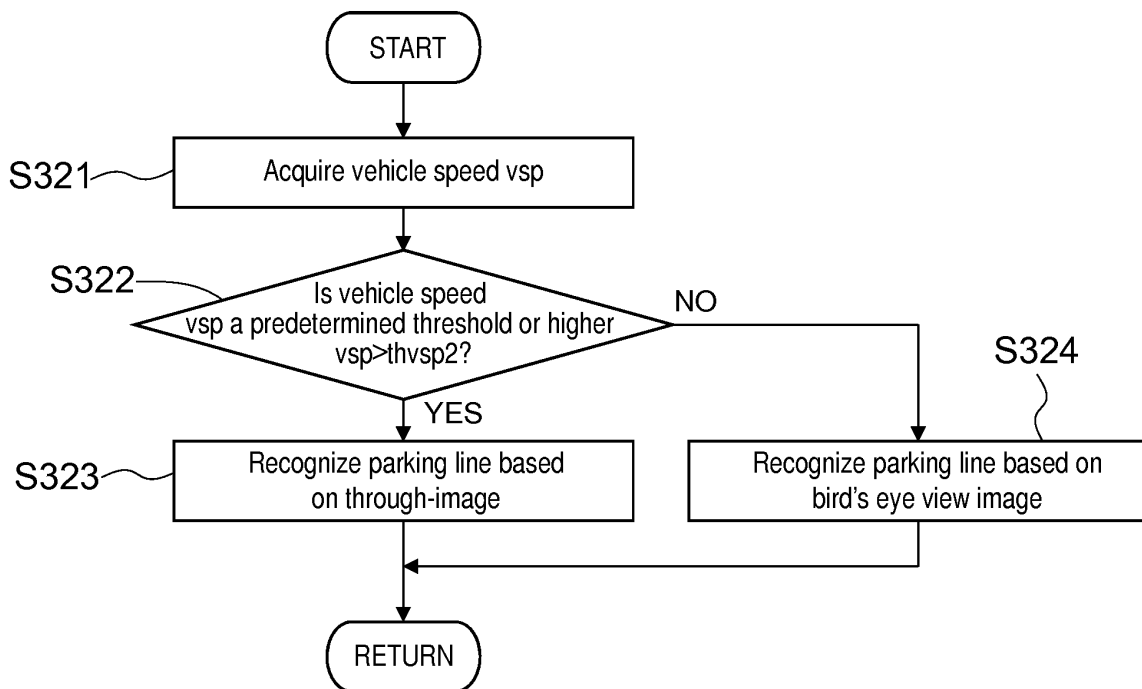 START
S321
Acquire vehicle speed vsp
S322
Is vehicle speed
vsp a predetermined threshold or higher
vsp>thvsp2?
NO
YES
S324
S323
Recognize parking line based
on through-image
Recognize parking line based on
bird's eye view image
RETURN